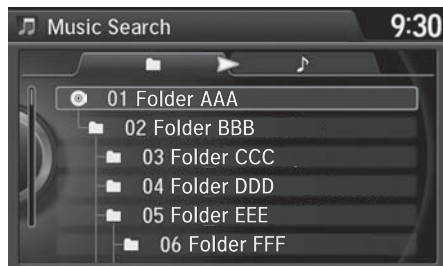 Music Search
9:30
01 Folder AAA
02 Folder BBB
03 Folder CCC
04 Folder DDD
05 Folder EEE
06 Folder FFF